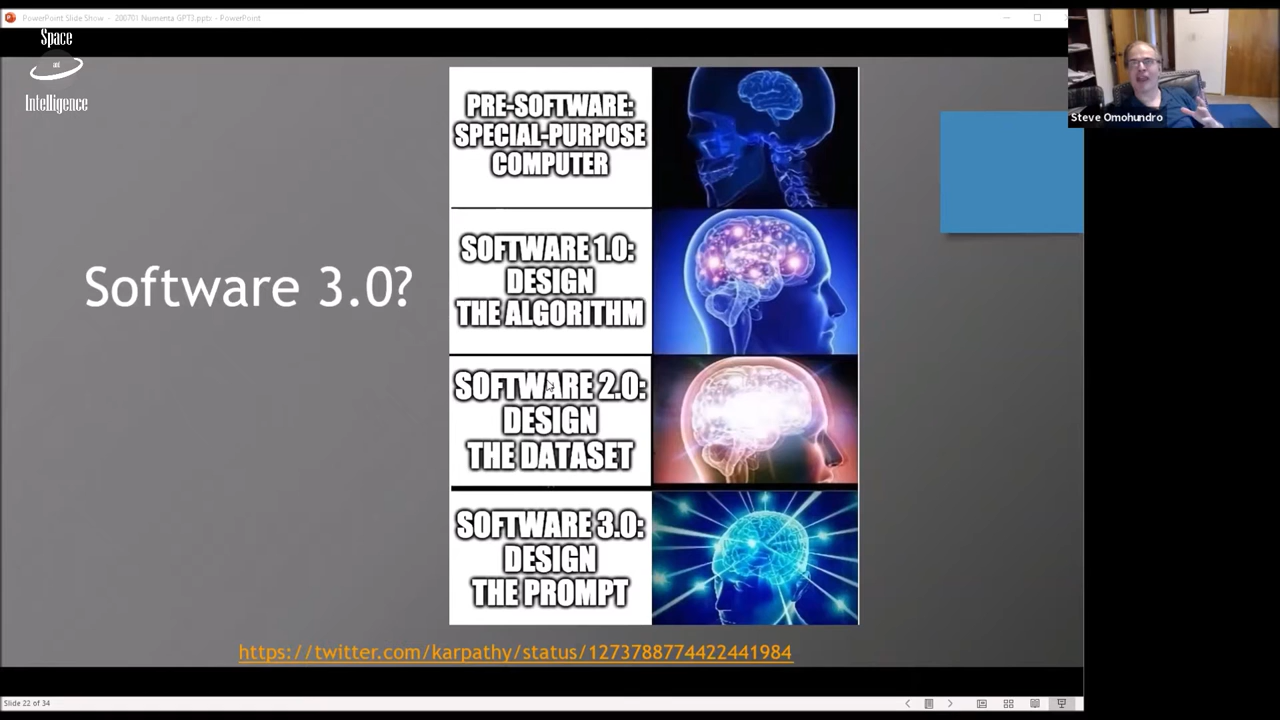 PowerPoint Slide Show - 200701 Numenta GPT3.ppts - PowerPoint
Space
and
Intelligence
Steve Omohundro
Software 3.0?
PRE-SOFTWARE:
SPECIAL-PURPOSE
COMPUTER
SOFTWARE 1.0:
DESIGN
THE ALGORITHM
SOFTWARE 2.0:
DESIGN
THE DATASET
SOFTWARE 3.0:
DESIGN
THE PROMPT
https://twitter.com/karpathy/status/1273788774422441984
Slide 22 of 34